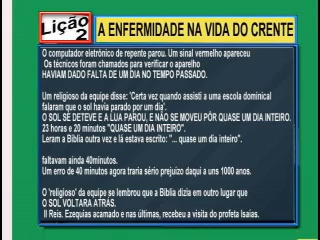 Lição
2
A ENFERMIDADE NA VIDA DO CRENTE
O computador eletrônico de repente parou. Um sinal vermelho apareceu
Os técnicos foram chamados para verificar o aparelho
HAVIAM DADO FALTA DE UM DIA NO TEMPO PASSADO.
Um religioso da equipe disse: 'Certa vez quando assisti a uma escola dominical
falaram que o sol havia parado por um dia'.
O SOL SE DETEVE E A LUA PAROU, E NÃO SE MOVEU PÔR QUASE UM DIA INTEIRO.
23 horas e 20 minutos "QUASE UM DIA INTEIRO".
Leram a Biblia outra vez e lá estava escrito: "... quase um dia inteiro".
faltavam ainda 40minutos.
Um erro de 40 minutos agora traria sério prejuizo daqui a uns 1000 anos.
O 'religioso' da equipe se lembrou que a Biblia dizia em outro lugar que
O SOL VOLTARA ATRÁS.
II Reis. Ezequias acamado e nas últimas, recebeu a visita do profeta Isaias.